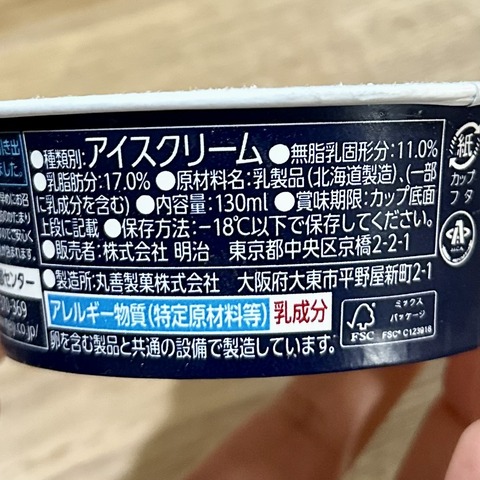 ●種類別:アイスクリーム ●無脂乳固形分:11.0%
●乳脂肪分:17.0% ●原材料名:乳製品(北海道製造)、(一部
に乳成分を含む) ●内容量:130ml ●賞味期限:カップ底面
上段に記載 ●保存方法:−18℃以下で保存してください。
●販売者:株式会社 明治 東京都中央区京橋2-2-1
●製造所:丸善製菓株式会社 大阪府大東市平野屋新町2-1
アレルギー物質(特定原材料等) 乳成分
卵を含む製品と共通の設備で製造しています。
ミックス
パッケージ
FSC
FSC® C123916
紙
カップ
フタ
き出
ました。
センター
0-369